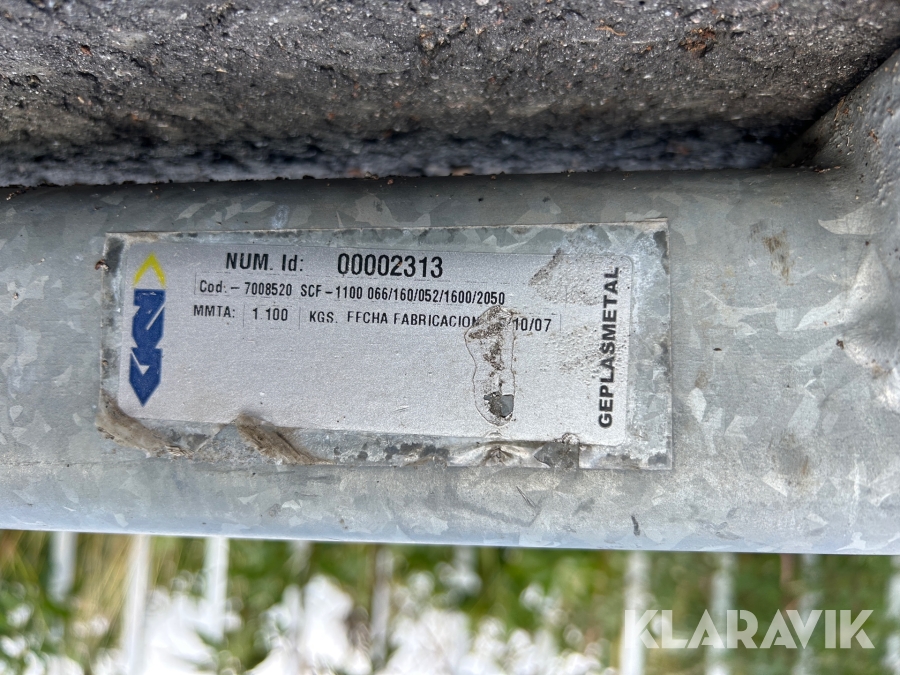 NUM. Id: 00002313
Cod:- 7008520 SCF-1100 066/160/052/1600/2050
MMTA: 1.100 KGS. FECHA FABRICACION 10/07
GEPLASMETAL
KLARAVIK